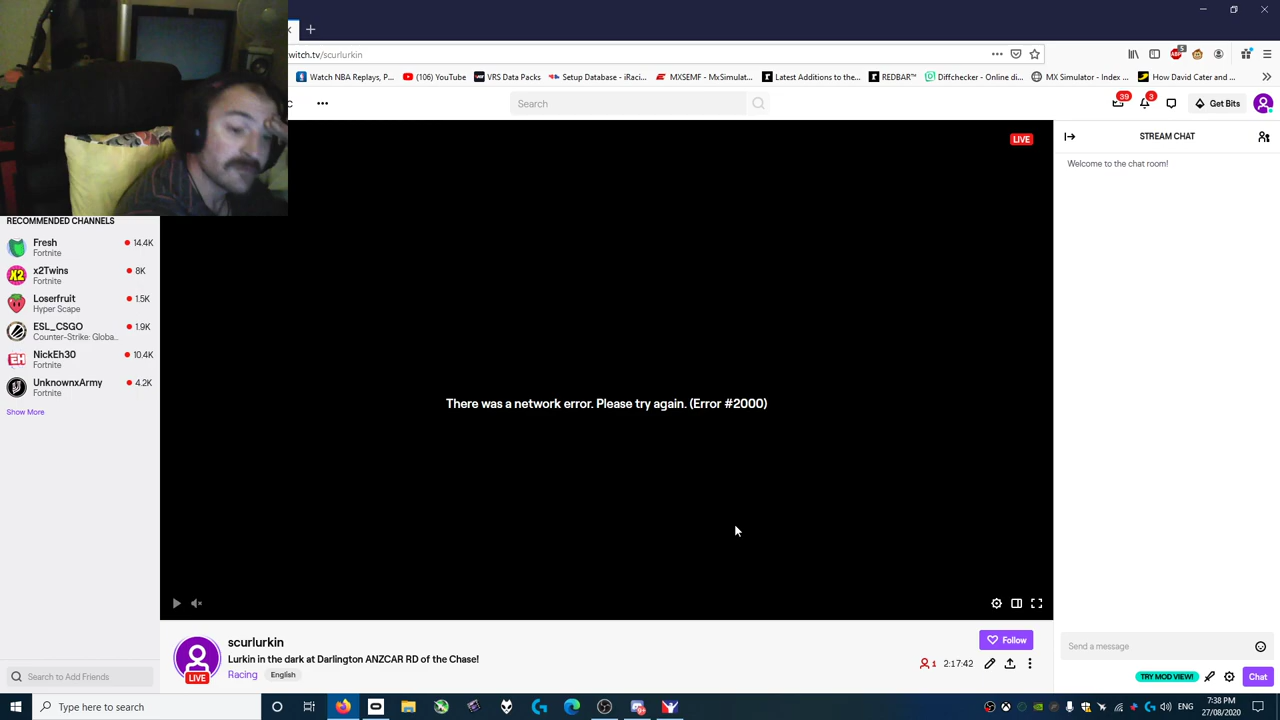 witch.tv/scurlurkin
5
Watch NBA Replays, P...
(106) YouTube
VRS Data Packs
Setup Database - iRaci...
MXSEMF - MxSimulat...
Latest Additions to the...
REDBAR™
Diffchecker - Online di...
MX Simulator - Index ...
How David Cater and ...
c
Search
39
3
Get Bits
LIVE
STREAM CHAT
Welcome to the chat room!
RECOMMENDED CHANNELS
Fresh
14.4K
Fortnite
x2Twins
8K
Fortnite
Loserfruit
1.5K
Hyper Scape
ESL_CSGO
1.9K
Counter-Strike: Globa...
NickEh30
10.4K
Fortnite
UnknownxArmy
4.2K
Fortnite
Show More
There was a network error. Please try again. (Error #2000)
scurlurkin
Follow
Lurkin in the dark at Darlington ANZCAR RD of the Chase!
1
2:17:42
Racing
English
LIVE
Send a message
Search to Add Friends
TRY MOD VIEW!
Chat
Type here to search
7:38 PM
27/08/2020